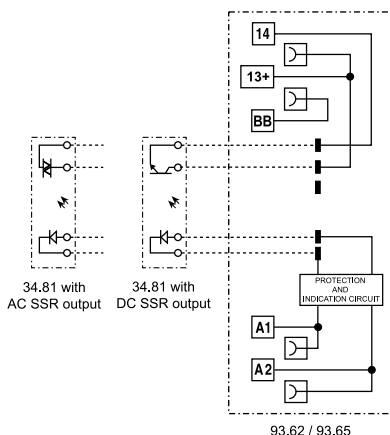 14
13+
BB
34.81 with
AC SSR output
34.81 with
DC SSR output
PROTECTION
AND
INDICATION CIRCUIT
A1
A2
93.62 / 93.65